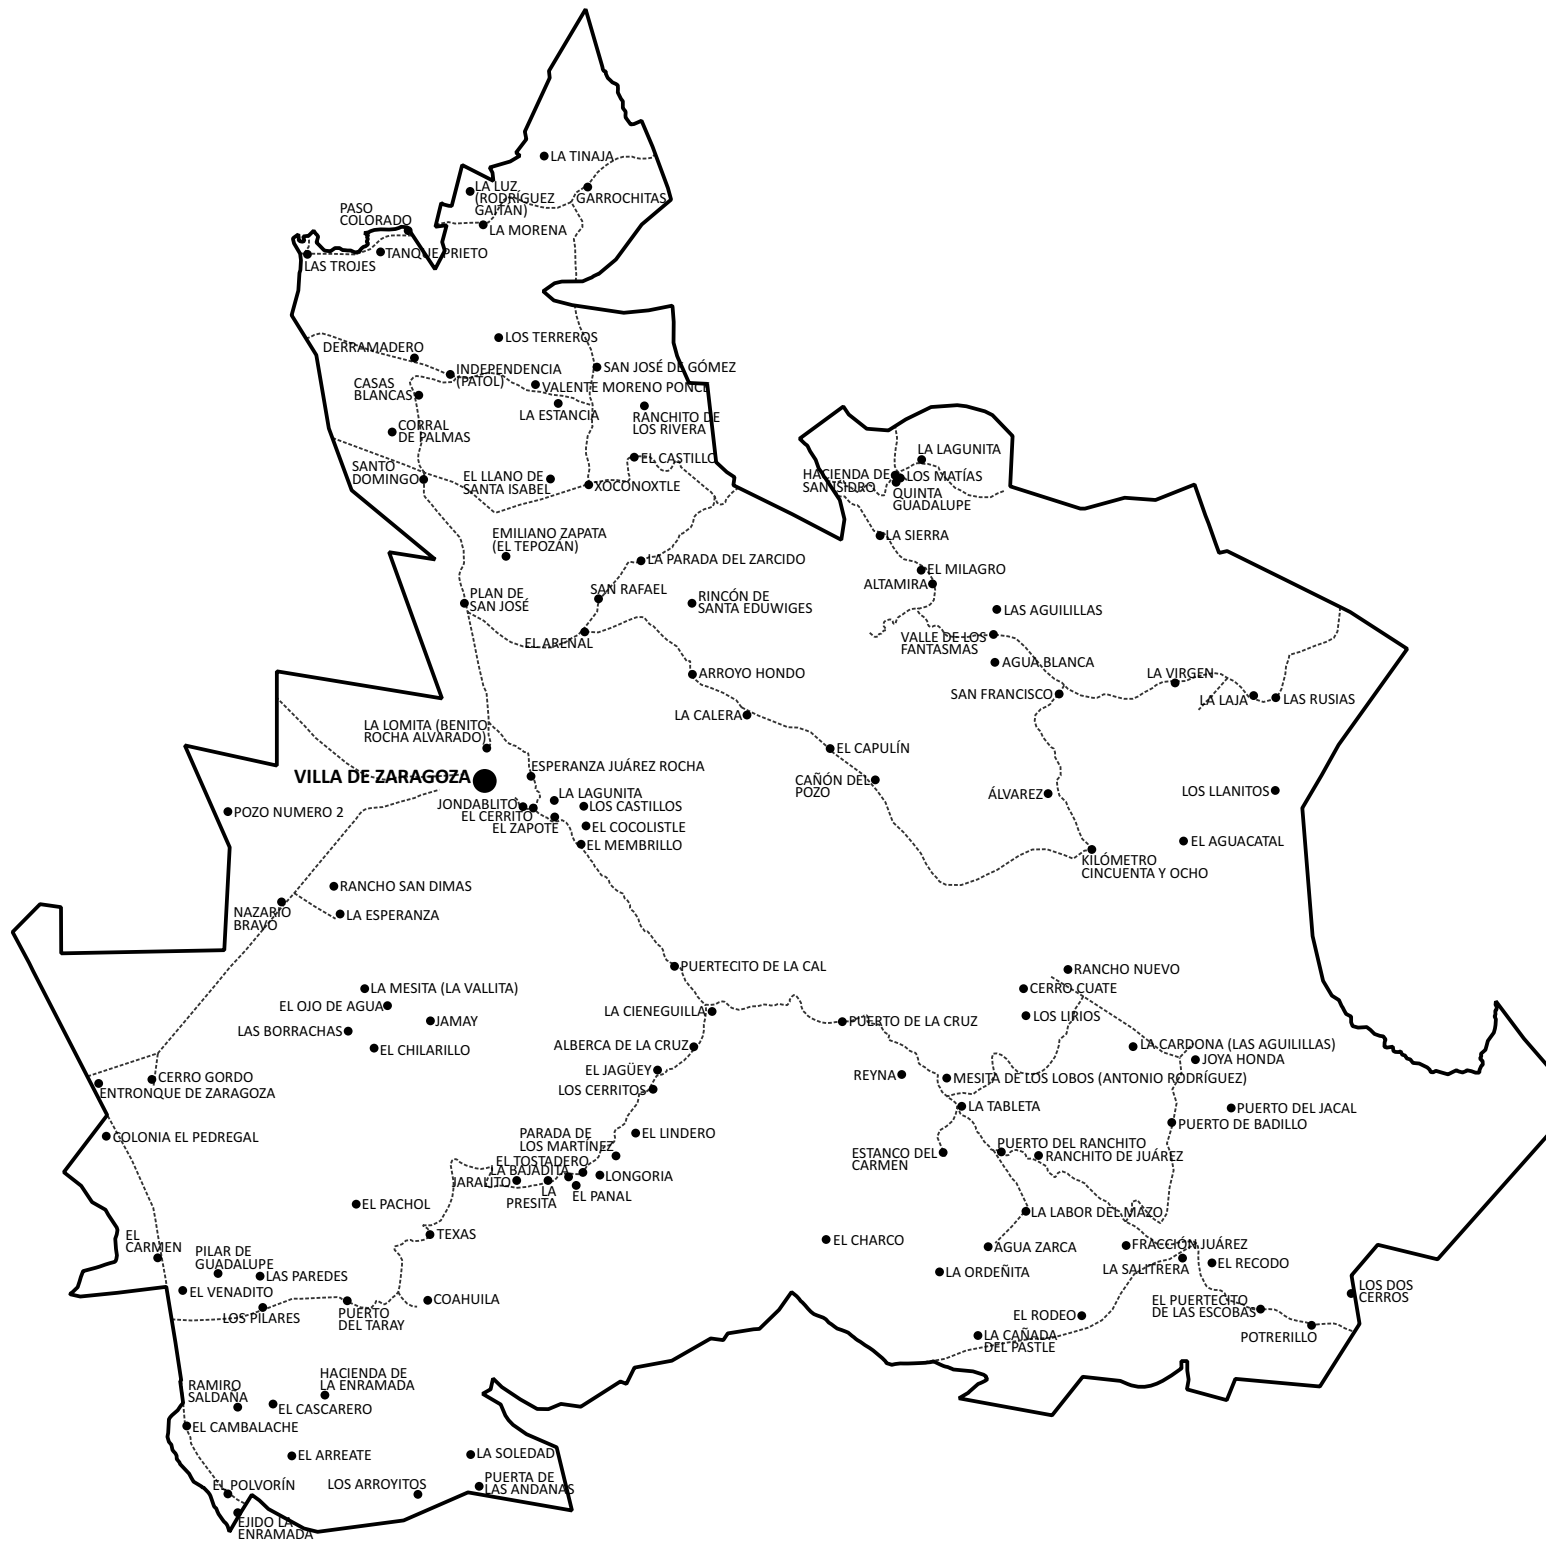 LA TINAJA
LA LUZ
(RODRÍGUEZ
GAITÁN)
GARROCHITAS
PASO
COLORADO
LA MORENA
TANQUE PRIETO
LAS TROJES
LOS TERREROS
DERRAMADERO
INDEPENDENCIA
(PATOL)
SAN JOSÉ DE GÓMEZ
CASAS
BLANCAS
VALENTE MORENO PONCE
LA ESTANCIA
RANCHITO DE
LOS RIVERA
CORRAL
DE PALMAS
EL CASTILLO
SANTO
DOMINGO
EL LLANO DE
SANTA ISABEL
XOCONOXTLE
LA LAGUNITA
HACIENDA DE
SAN ISIDRO
LOS MATÍAS
QUINTA
GUADALUPE
EMILIANO ZAPATA
(EL TEPOZÁN)
LA SIERRA
LA PARADA DEL ZARCIDO
EL MILAGRO
ALTAMIRA
PLAN DE
SAN JOSÉ
SAN RAFAEL
RINCÓN DE
SANTA EDUWIGES
LAS AGUILILLAS
EL ARENAL
VALLE DE LOS
FANTASMAS
AGUA BLANCA
ARROYO HONDO
LA VIRGEN
SAN FRANCISCO
LA LAJA
LAS RUSIAS
LA CALERA
LA LOMITA (BENITO
ROCHA ALVARADO)
EL CAPULÍN
VILLA DE ZARAGOZA
ESPERANZA JUÁREZ ROCHA
CAÑÓN DEL
POZO
LA LAGUNITA
JONDABLITO
LOS CASTILLOS
EL CERRITO
EL ZAPOTE
ÁLVAREZ
LOS LLANITOS
POZO NUMERO 2
EL COCOLISTLE
EL MEMBRILLO
EL AGUACATAL
KILÓMETRO
CINCUENTA Y OCHO
RANCHO SAN DIMAS
NAZARIO
BRAVO
LA ESPERANZA
PUERTECITO DE LA CAL
RANCHO NUEVO
LA MESITA (LA VALLITA)
CERRO CUATE
EL OJO DE AGUA
LA CIENEGUILLA
JAMAY
PUERTO DE LA CRUZ
LOS LIRIOS
LAS BORRACHAS
EL CHILARILLO
ALBERCA DE LA CRUZ
LA CARDONA (LAS AGUILILLAS)
JOYA HONDA
EL JAGÜEY
REYNA
CERRO GORDO
ENTRONQUE DE ZARAGOZA
LOS CERRITOS
MESITA DE LOS LOBOS (ANTONIO RODRÍGUEZ)
LA TABLETA
PUERTO DEL JACAL
PUERTO DE BADILLO
COLONIA EL PEDREGAL
PARADA DE
LOS MARTÍNEZ
EL LINDERO
ESTANCO DEL
CARMEN
PUERTO DEL RANCHITO
RANCHITO DE JUÁREZ
EL TOSTADERO
LA BAJADITA
JARALITO
LONGORIA
LA
PRESITA
EL PANAL
EL PACHOL
LA LABOR DEL MAZO
TEXAS
EL CHARCO
EL
CARMEN
PILAR DE
GUADALUPE
AGUA ZARCA
FRACCIÓN JUÁREZ
LAS PAREDES
LA ORDEÑITA
LA SALITRERA
EL RECODO
EL VENADITO
LOS DOS
CERROS
LOS PILARES
PUERTO
DEL TARAY
COAHUILA
EL RODEO
EL PUERTECITO
DE LAS ESCOBAS
POTRERILLO
LA CAÑADA
DEL PASTLE
HACIENDA DE
LA ENRAMADA
RAMIRO
SALDAÑA
EL CASCARERO
EL CAMBALACHE
EL ARREATE
LA SOLEDAD
EL POLVORÍN
LOS ARROYITOS
PUERTA DE
LAS ANDANAS
EJIDO LA
ENRAMADA